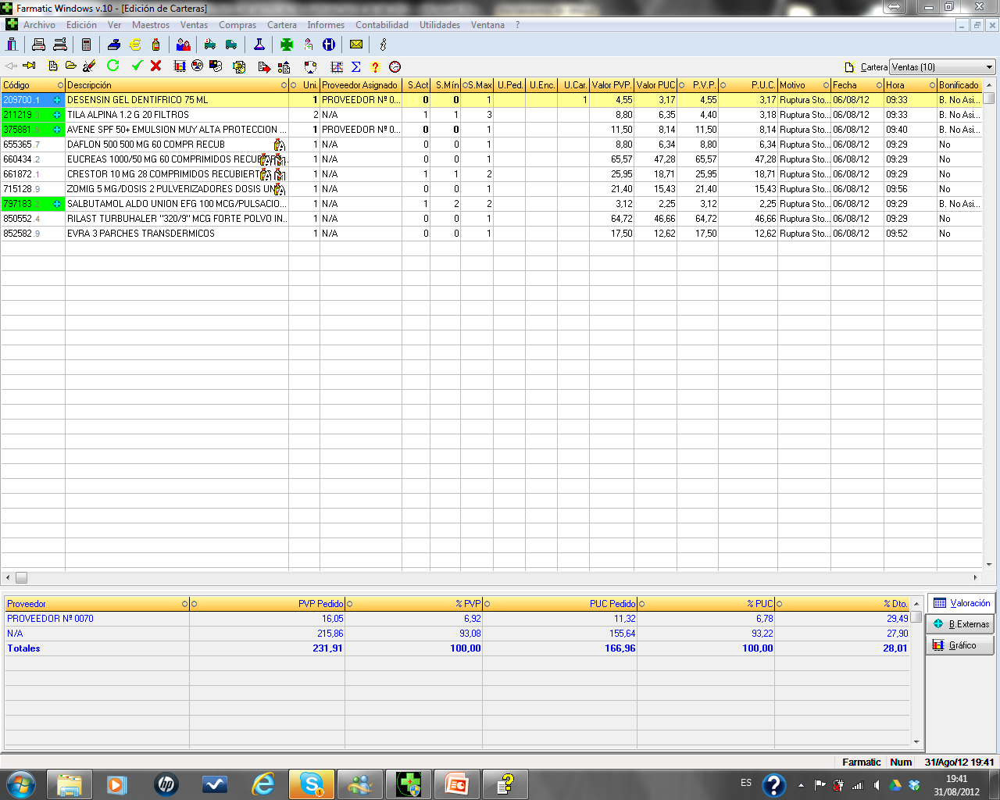 Farmatic Windows v.10 - [Edición de Carteras]
Archivo Edición Ver Maestros Ventas Compras Cartera Informes Contabilidad Utilidades Ventana ?
Cartera Ventas (10)
Código Descripción Uni. Proveedor Asignado S.Act S.Mín S.Max U.Ped. U.Enc. U.Car. Valor PVP. Valor PUC P.V.P. P.U.C. Motivo Fecha Hora Bonificado
209700.1 DESENSIN GEL DENTIFRICO 75 ML 1 PROVEEDOR Nº 0... 0 0 1 1 4,55 3,17 4,55 3,17 Ruptura Sto... 06/08/12 09:33 B. No Asi...
211219 TILA ALPINA 1.2 G 20 FILTROS 2 N/A 1 1 3 8,80 6,35 4,40 3,18 Ruptura Sto... 06/08/12 09:33 B. No Asi...
375881 AVENE SPF 50+ EMULSION MUY ALTA PROTECCION ... 1 PROVEEDOR Nº 0... 0 0 1 11,50 8,14 11,50 8,14 Ruptura Sto... 06/08/12 09:40 B. No Asi...
655365.7 DAFLON 500 500 MG 60 COMPR RECUB 1 N/A 0 0 1 8,80 6,34 8,80 6,34 Ruptura Sto... 06/08/12 09:29 No
660434.2 EUCREAS 1000/50 MG 60 COMPRIMIDOS RECUB 1 N/A 0 0 1 65,57 47,28 65,57 47,28 Ruptura Sto... 06/08/12 09:29 No
661872.1 CRESTOR 10 MG 28 COMPRIMIDOS RECUBIERT 1 N/A 1 1 2 25,95 18,71 25,95 18,71 Ruptura Sto... 06/08/12 09:29 No
715128.9 ZOMIG 5 MG/DOSIS 2 PULVERIZADORES DOSIS UN 1 N/A 0 0 1 21,40 15,43 21,40 15,43 Ruptura Sto... 06/08/12 09:56 No
797183 SALBUTAMOL ALDO UNION EFG 100 MCG/PULSACIO... 1 N/A 1 2 2 3,12 2,25 3,12 2,25 Ruptura Sto... 06/08/12 09:29 B. No Asi...
850552.4 RILAST TURBUHALER "320/9" MCG FORTE POLVO IN... 1 N/A 0 0 1 64,72 46,66 64,72 46,66 Ruptura Sto... 06/08/12 09:29 No
852582.9 EVRA 3 PARCHES TRANSDERMICOS 1 N/A 0 0 1 17,50 12,62 17,50 12,62 Ruptura Sto... 06/08/12 09:52 No
Proveedor PVP Pedido % PVP PUC Pedido % PUC % Dto.
PROVEEDOR Nº 0070 16,05 6,92 11,32 6,78 29,49
N/A 215,86 93,08 155,64 93,22 27,90
Totales 231,91 100,00 166,96 100,00 28,01
Valoración
B.Externas
Gráfico
Farmatic Num 31/Ago/12 19:41
ES
19:41
31/08/2012